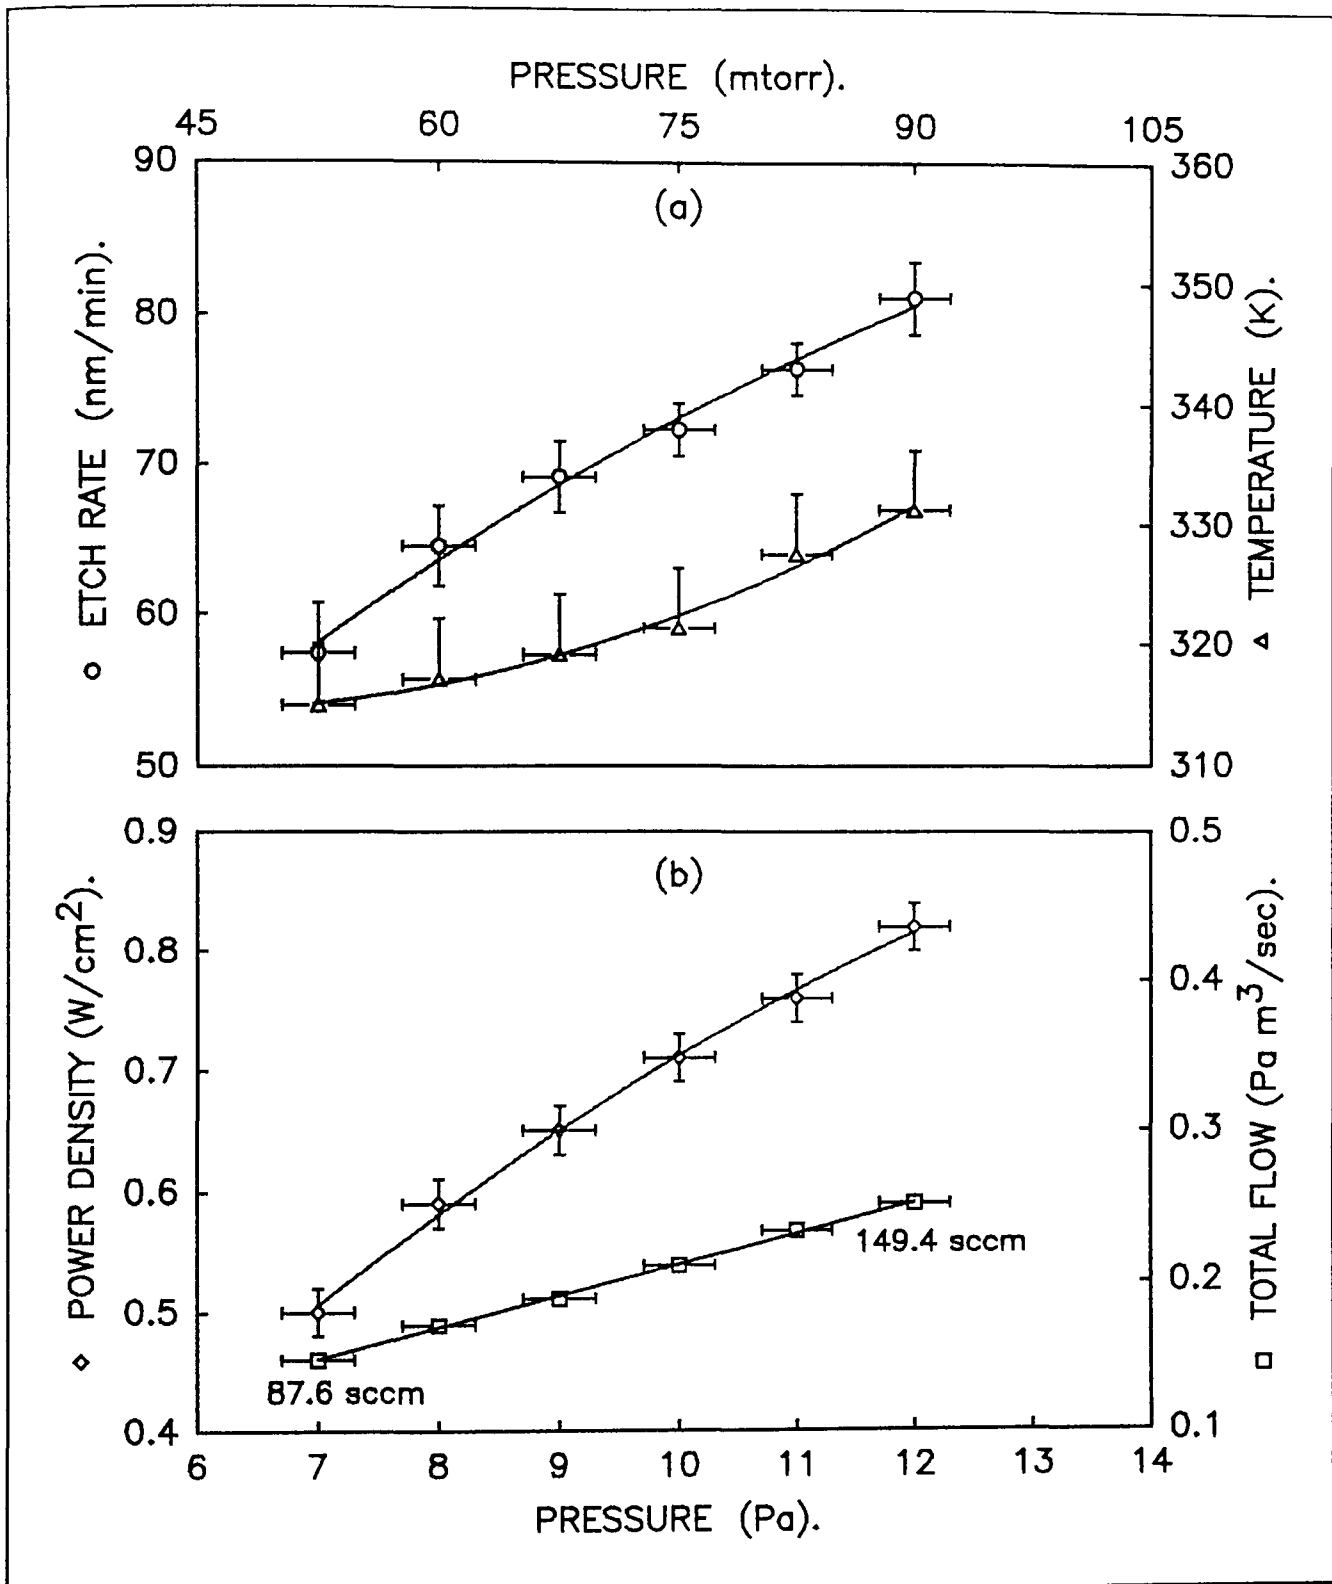 PRESSURE (mtorr).
45 60 75 90 105
90 360
(a)
350
80
340
70
330
60
320
50 310
○ ETCH RATE (nm/min).
△ TEMPERATURE (K).
0.9 0.5
(b)
0.8
0.4
0.7
0.3
0.6
149.4 sccm
0.2
0.5
87.6 sccm
0.4 0.1
◇ POWER DENSITY (W/cm²).
□ TOTAL FLOW (Pa m³/sec).
6 7 8 9 10 11 12 13 14
PRESSURE (Pa).